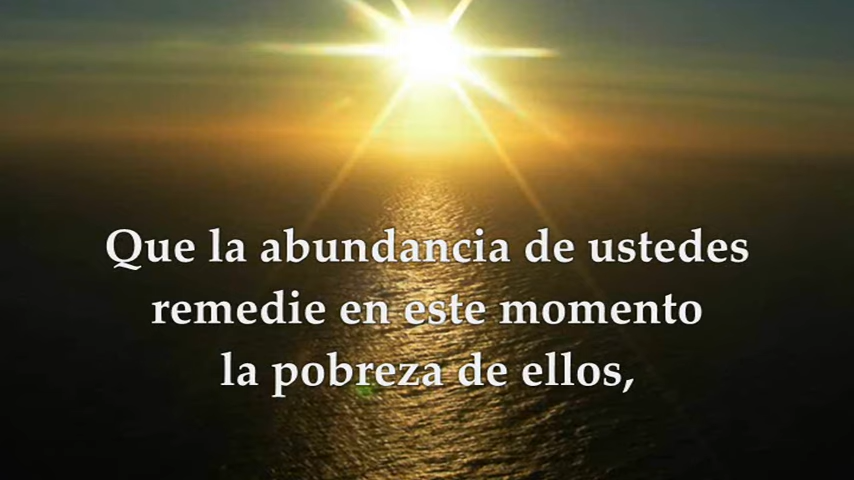 Que la abundancia de ustedes
remedie en este momento
la pobreza de ellos,